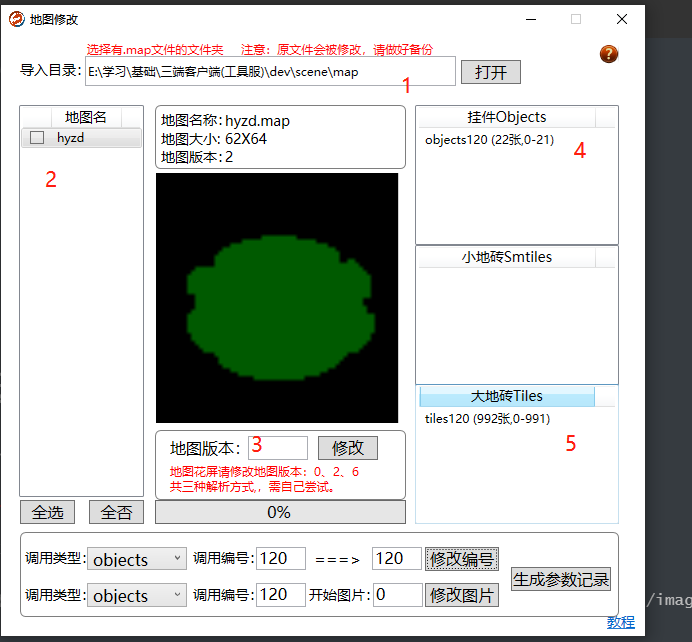 地图修改
选择有.map文件的文件夹 注意：原文件会被修改，请做好备份
导入目录： E:\学习\基础\三端客户端(工具服)\dev\scene\map 打开
?
1
地图名
hyzd
2
地图名称：hyzd.map
地图大小：62X64
地图版本：2
挂件Objects
objects120 (22张,0-21)
4
小地砖Smtiles
大地砖Tiles
tiles120 (992张,0-991)
5
地图版本： 3 修改
地图花屏请修改地图版本：0、2、6
共三种解析方式,，需自己尝试。
全选 全否 0%
调用类型： objects 调用编号： 120 ===> 120 修改编号
生成参数记录
调用类型： objects 调用编号： 120 开始图片： 0 修改图片
教程
/imag